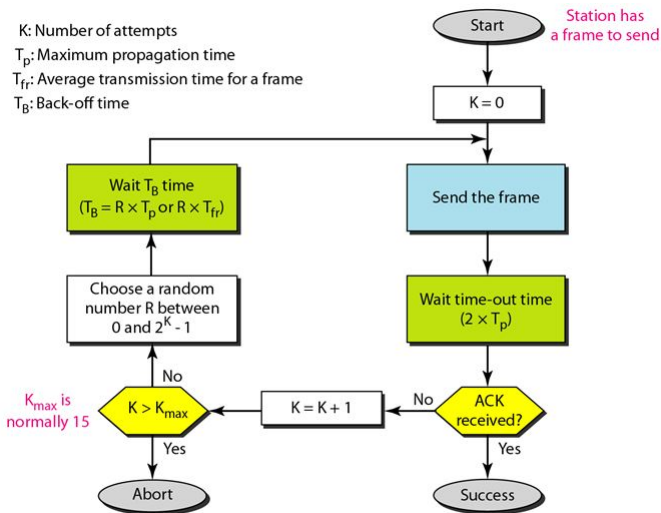 K: Number of attempts
Tp: Maximum propagation time
Tfr: Average transmission time for a frame
TB: Back-off time
Start
Station has
a frame to send
K = 0
Wait TB time
(TB = R × Tp or R × Tfr)
Send the frame
Choose a random
number R between
0 and 2^K - 1
Wait time-out time
(2 × Tp)
No
Kmax is
normally 15
K > Kmax
K = K + 1
No
ACK
received?
Yes
Yes
Abort
Success